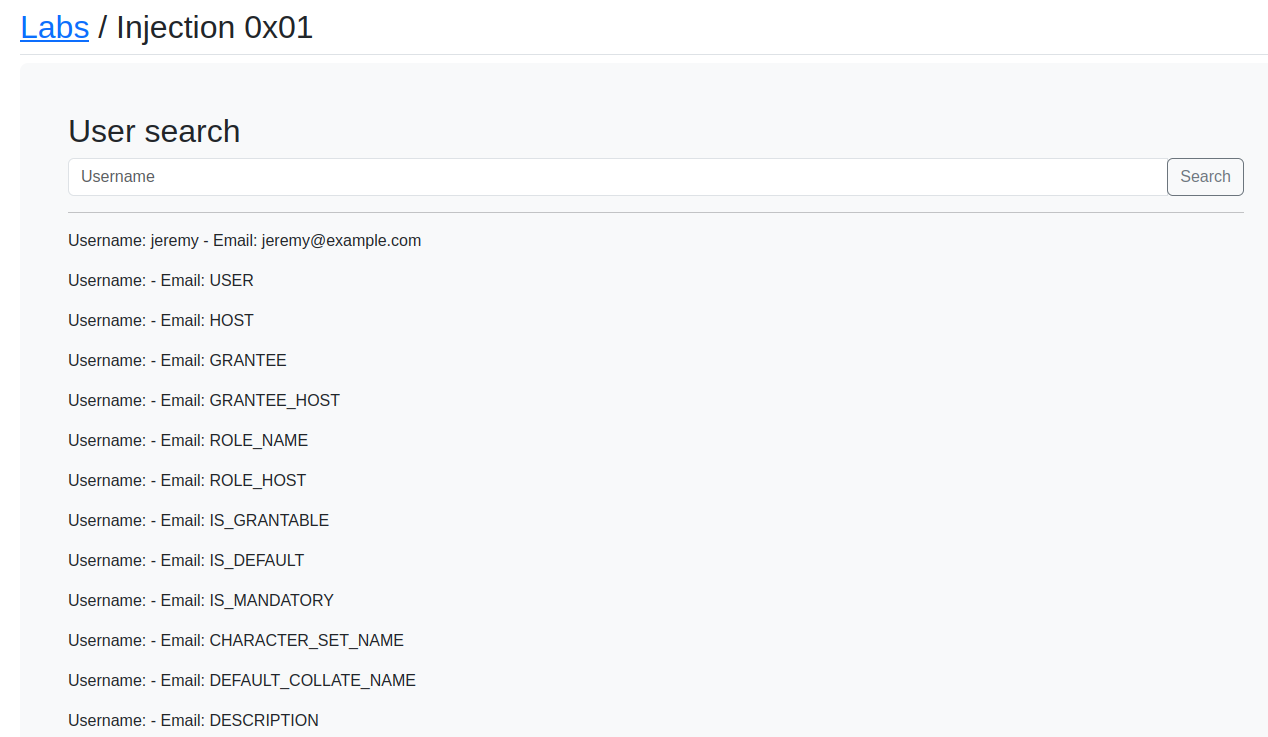 Labs / Injection 0x01
User search
Username
Search
Username: jeremy - Email: jeremy@example.com
Username: - Email: USER
Username: - Email: HOST
Username: - Email: GRANTEE
Username: - Email: GRANTEE_HOST
Username: - Email: ROLE_NAME
Username: - Email: ROLE_HOST
Username: - Email: IS_GRANTABLE
Username: - Email: IS_DEFAULT
Username: - Email: IS_MANDATORY
Username: - Email: CHARACTER_SET_NAME
Username: - Email: DEFAULT_COLLATE_NAME
Username: - Email: DESCRIPTION